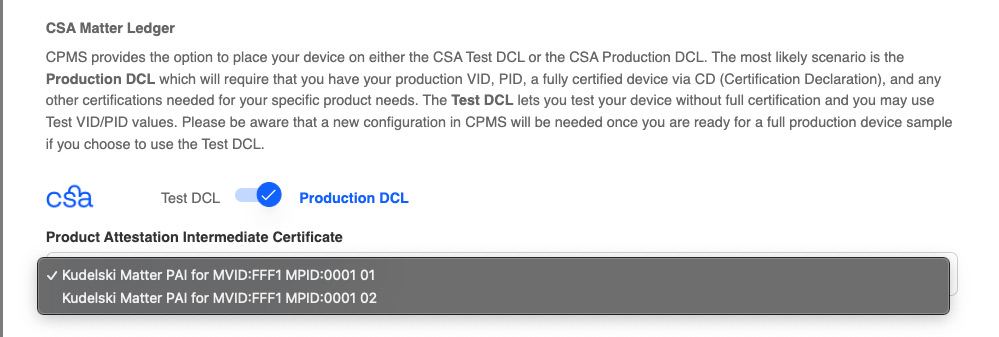 CSA Matter Ledger
CPMS provides the option to place your device on either the CSA Test DCL or the CSA Production DCL. The most likely scenario is the
Production DCL which will require that you have your production VID, PID, a fully certified device via CD (Certification Declaration), and any
other certifications needed for your specific product needs. The Test DCL lets you test your device without full certification and you may use
Test VID/PID values. Please be aware that a new configuration in CPMS will be needed once you are ready for a full production device sample
if you choose to use the Test DCL.
csa Test DCL Production DCL
Product Attestation Intermediate Certificate
✓ Kudelski Matter PAI for MVID:FFF1 MPID:0001 01
Kudelski Matter PAI for MVID:FFF1 MPID:0001 02